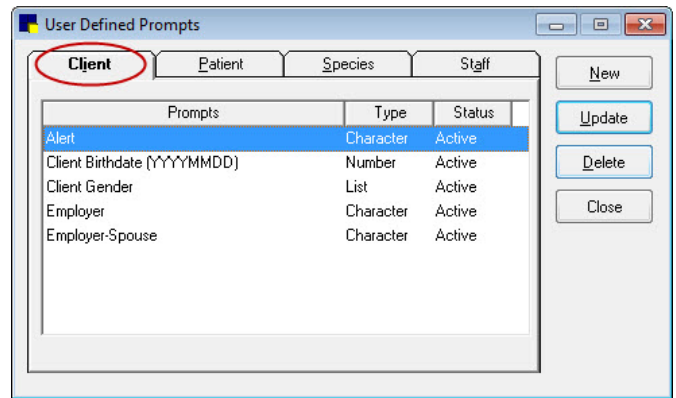 User Defined Prompts
Client Patient Species Staff
New
Prompts Type Status
Update
Alert Character Active
Client Birthdate (YYYYMMDD) Number Active
Delete
Client Gender List Active
Employer Character Active
Close
Employer-Spouse Character Active